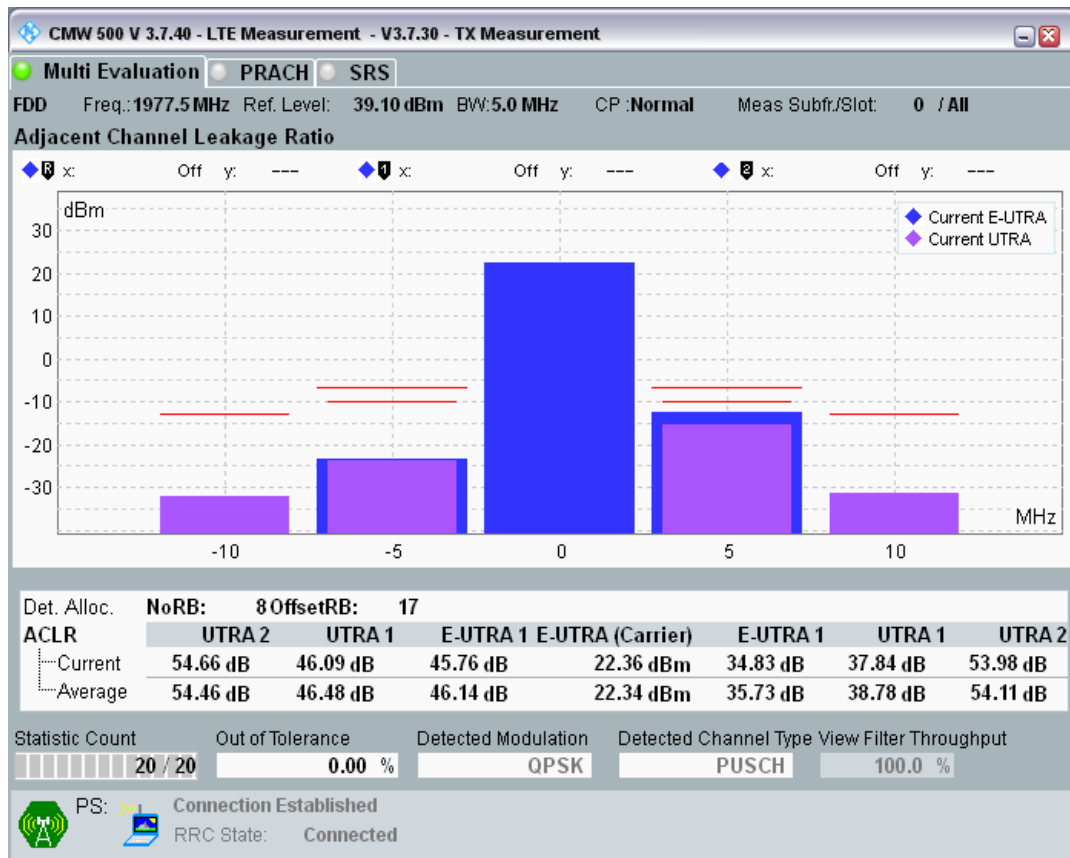 CMW 500 V 3.7.40 - LTE Measurement - V3.7.30 - TX Measurement
Multi Evaluation PRACH SRS
FDD Freq.: 1977.5 MHz Ref. Level: 39.10 dBm BW: 5.0 MHz CP : Normal Meas Subfr./Slot: 0 / All
Adjacent Channel Leakage Ratio
R x: Off y: --- 1 x: Off y: --- 2 x: Off y: ---
dBm
Current E-UTRA
Current UTRA
30
20
10
0
-10
-20
-30
MHz
-10 -5 0 5 10
Det. Alloc. NoRB: 8 OffsetRB: 17
ACLR UTRA 2 UTRA 1 E-UTRA 1 E-UTRA (Carrier) E-UTRA 1 UTRA 1 UTRA 2
Current 54.66 dB 46.09 dB 45.76 dB 22.36 dBm 34.83 dB 37.84 dB 53.98 dB
Average 54.46 dB 46.48 dB 46.14 dB 22.34 dBm 35.73 dB 38.78 dB 54.11 dB
Statistic Count Out of Tolerance Detected Modulation Detected Channel Type View Filter Throughput
20 / 20 0.00 % QPSK PUSCH 100.0 %
PS: Connection Established
RRC State: Connected